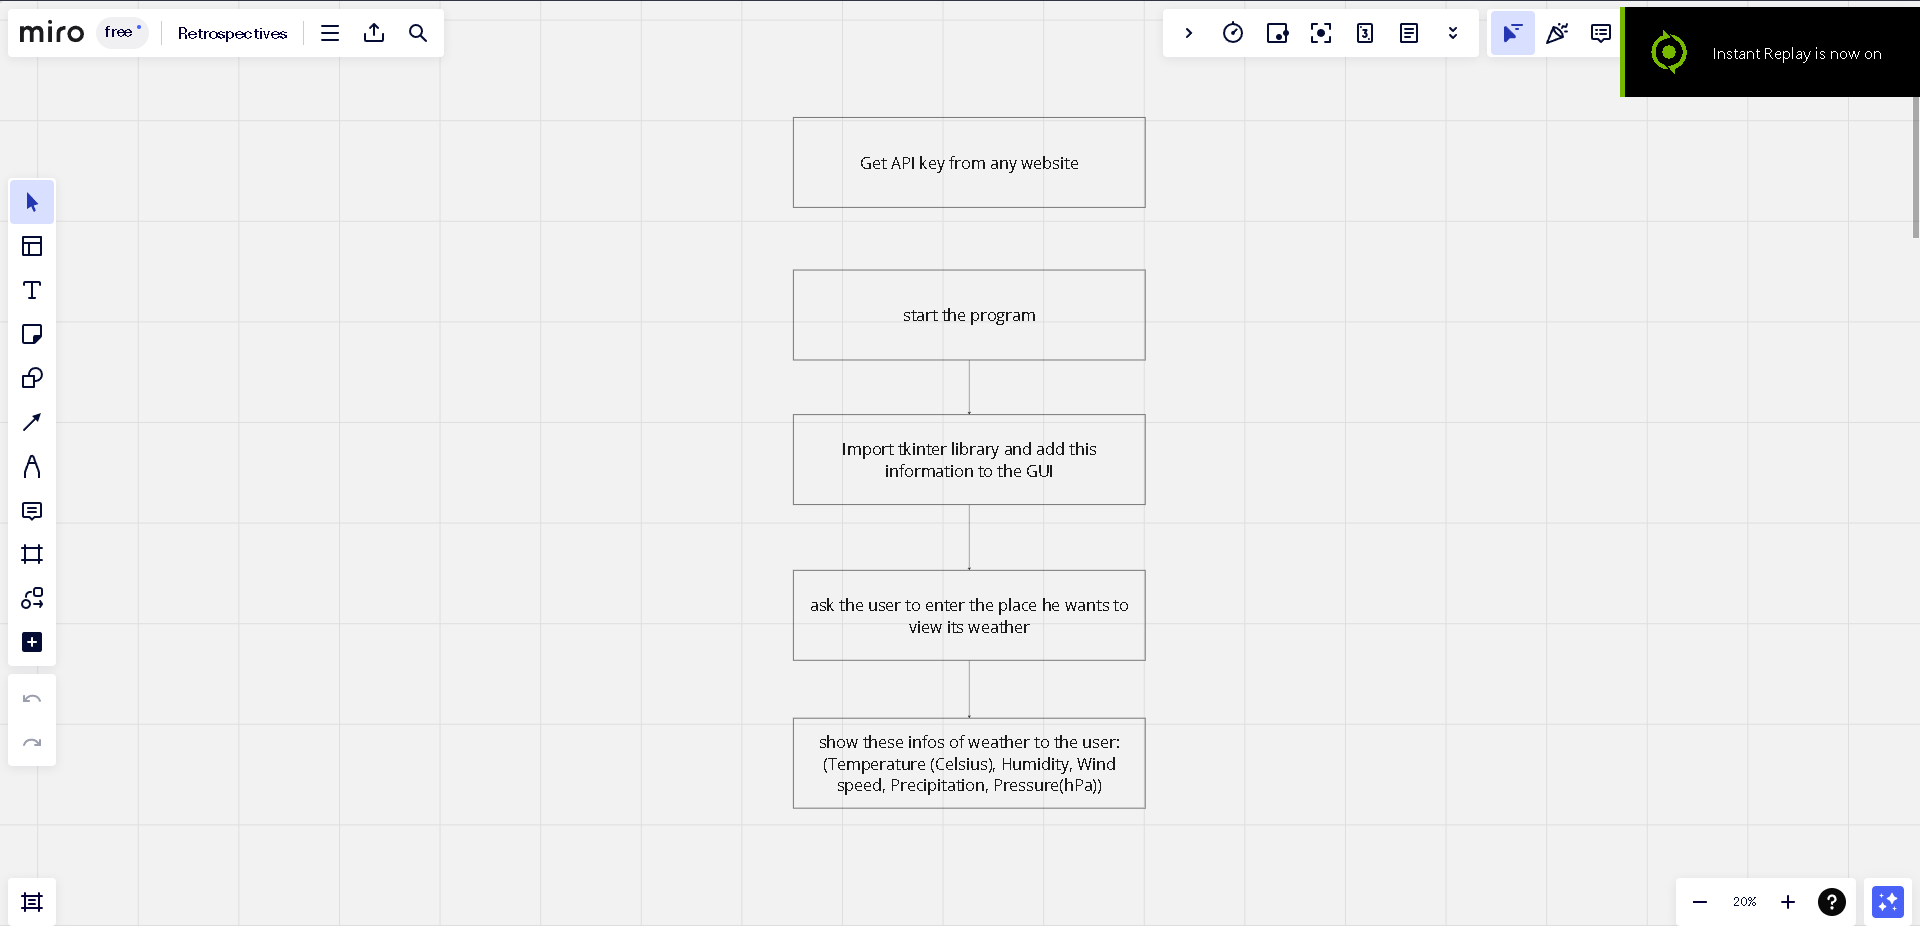 miro
free
Retrospectives
3
Instant Replay is now on
Get API key from any website
start the program
Import tkinter library and add this
information to the GUI
ask the user to enter the place he wants to
view its weather
show these infos of weather to the user:
(Temperature (Celsius), Humidity, Wind
speed, Precipitation, Pressure(hPa))
20%
?